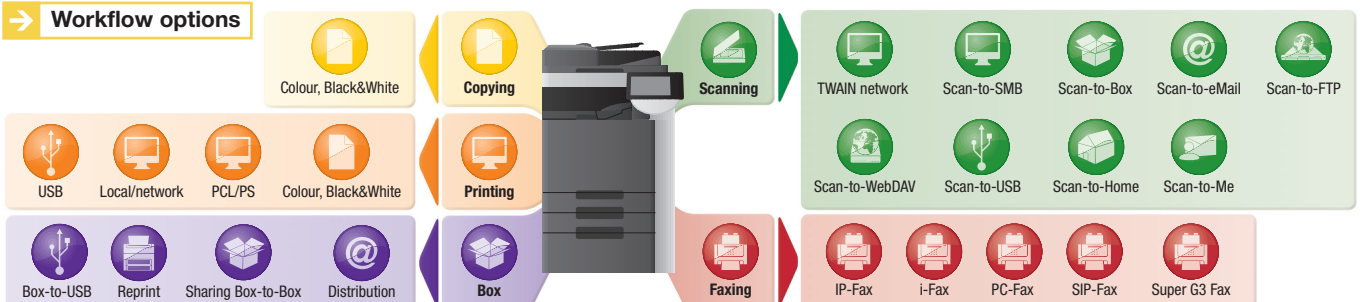 Workflow options
Colour, Black&White
Copying
Scanning
TWAIN network
Scan-to-SMB
Scan-to-Box
Scan-to-eMail
Scan-to-FTP
Scan-to-WebDAV
Scan-to-USB
Scan-to-Home
Scan-to-Me
USB
Local/network
PCL/PS
Colour, Black&White
Printing
Box-to-USB
Reprint
Sharing Box-to-Box
Distribution
Box
Faxing
IP-Fax
i-Fax
PC-Fax
SIP-Fax
Super G3 Fax